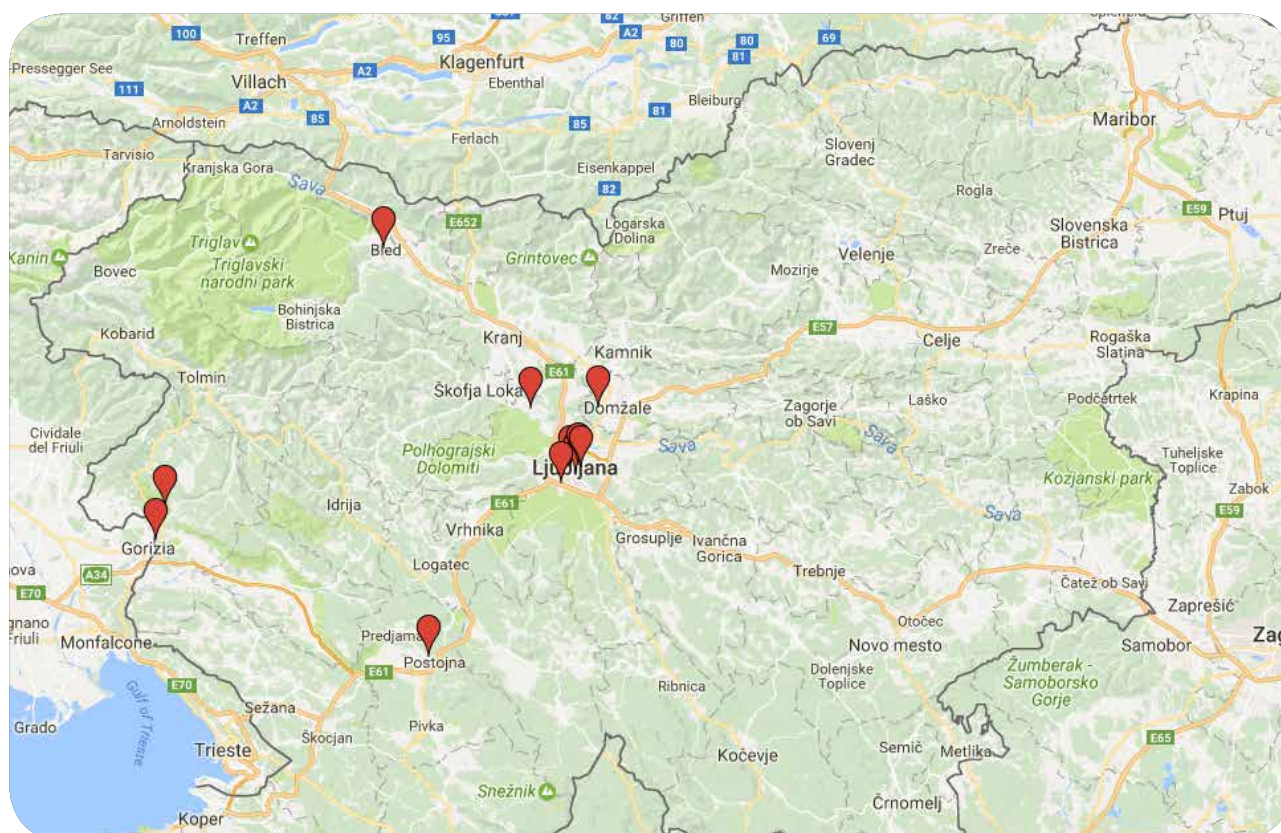 Spielfeld
Griffen
82
A2
100
Treffen
95
80
80
69
81
Klagenfurt
-Pressegger See
A2
Villach
Ebenthal
111
A2
Bleiburg
85
81
Arnoldstein
85
Ferlach
Maribor
Tarvisio
Slovenj
Gradec
Kranjska Gora
Eisenkappel
82
Sava
Rogla
E652
Logarska
Dolina
E59
Ptuj
Slovenska
Bistrica
Triglav
Kanin
Bled
Grintovec
Velenje
Zreče
Bovec
Triglavski
narodni park
Mozirje
Bohinjska
Bistrica
Kobarid
Kranj
E57
Celje
Rogaška
Slatina
Kamnik
Tolmin
E61
Škofja Loka
Krapina
Domžale
Zagorje
ob Savi
Laško
Podčetrtek
Cividale
del Friuli
Polhograjski
Dolomiti
Sava
Sava
Ljubljana
Tuheljske
Toplice
Kozjanski park
Zabok
Idrija
E61
Vrhnika
Sava
E59
Grosuplje
Ivančna
Gorica
Gorizia
Logatec
Trebnje
A34
Čatež ob Savi
E70
Zaprešić
Otočec
Monfalcone
Predjama
Novo mesto
Samobor
Zag
Postojna
E61
Dolenjske
Toplice
Žumberak -
Samoborsko
Gorje
E70
Ribnica
Gulf of Trieste
Sežana
Grado
Pivka
Škocjan
E65
Trieste
Kočevje
Semič
Metlika
Snežnik
Črnomelj
Koper